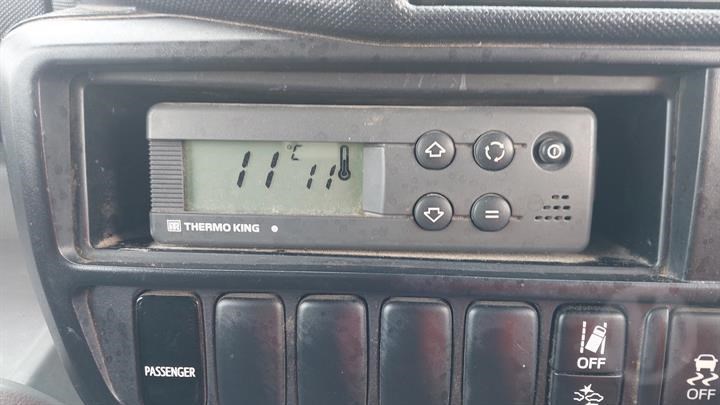 11 °C 11
THERMO KING
PASSENGER
OFF
OFF